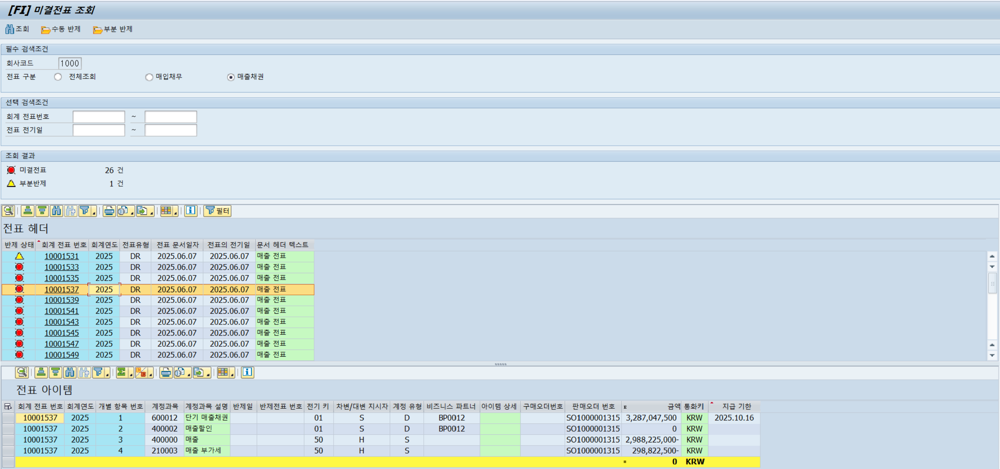 [FI] 미결전표 조회
조회 수동 반제 부분 반제
필수 검색조건
회사코드 1000
전표 구분 전체조회 매입채무 매출채권
선택 검색조건
회계 전표번호 ~
전표 전기일 ~
조회 결과
미결전표 26 건
부분반제 1 건
필터
전표 헤더
반제 상태 회계 전표 번호 회계연도 전표유형 전표 문서일자 전표의 전기일 문서 헤더 텍스트
10001531 2025 DR 2025.06.07 2025.06.07 매출 전표
10001533 2025 DR 2025.06.07 2025.06.07 매출 전표
10001535 2025 DR 2025.06.07 2025.06.07 매출 전표
10001537 2025 DR 2025.06.07 2025.06.07 매출 전표
10001539 2025 DR 2025.06.07 2025.06.07 매출 전표
10001541 2025 DR 2025.06.07 2025.06.07 매출 전표
10001543 2025 DR 2025.06.07 2025.06.07 매출 전표
10001545 2025 DR 2025.06.07 2025.06.07 매출 전표
10001547 2025 DR 2025.06.07 2025.06.07 매출 전표
10001549 2025 DR 2025.06.07 2025.06.07 매출 전표
전표 아이템
회계 전표 번호 회계연도 개별 항목 번호 계정과목 계정과목 설명 반제일 반제전표 번호 전기 키 차변/대변 지시자 계정 유형 비즈니스 파트너 아이템 상세 구매오더번호 판매오더 번호 Σ 금액 통화키 지급 기한
10001537 2025 1 600012 단기 매출채권 01 S D BP0012 SO1000001315 3,287,047,500 KRW 2025.10.16
10001537 2025 2 400002 매출할인 01 S D BP0012 SO1000001315 0 KRW
10001537 2025 3 400000 매출 50 H S SO1000001315 2,988,225,000- KRW
10001537 2025 4 210003 매출 부가세 50 H S SO1000001315 298,822,500- KRW
0 KRW